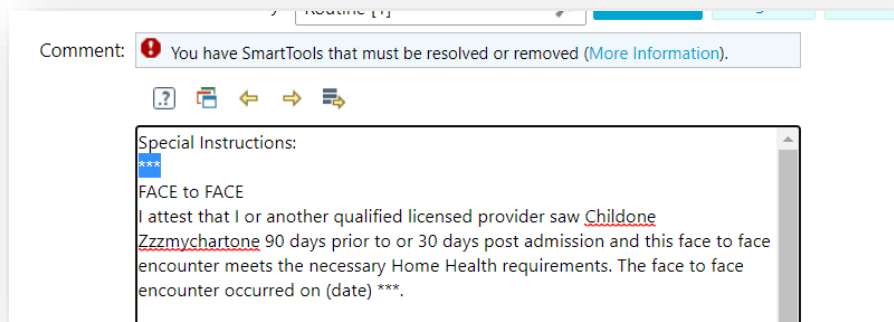 Routine [1]
Comment:
You have SmartTools that must be resolved or removed (More Information).
Special Instructions:
***
FACE to FACE
I attest that I or another qualified licensed provider saw Childone
Zzzmychartone 90 days prior to or 30 days post admission and this face to face
encounter meets the necessary Home Health requirements. The face to face
encounter occurred on (date) ***.